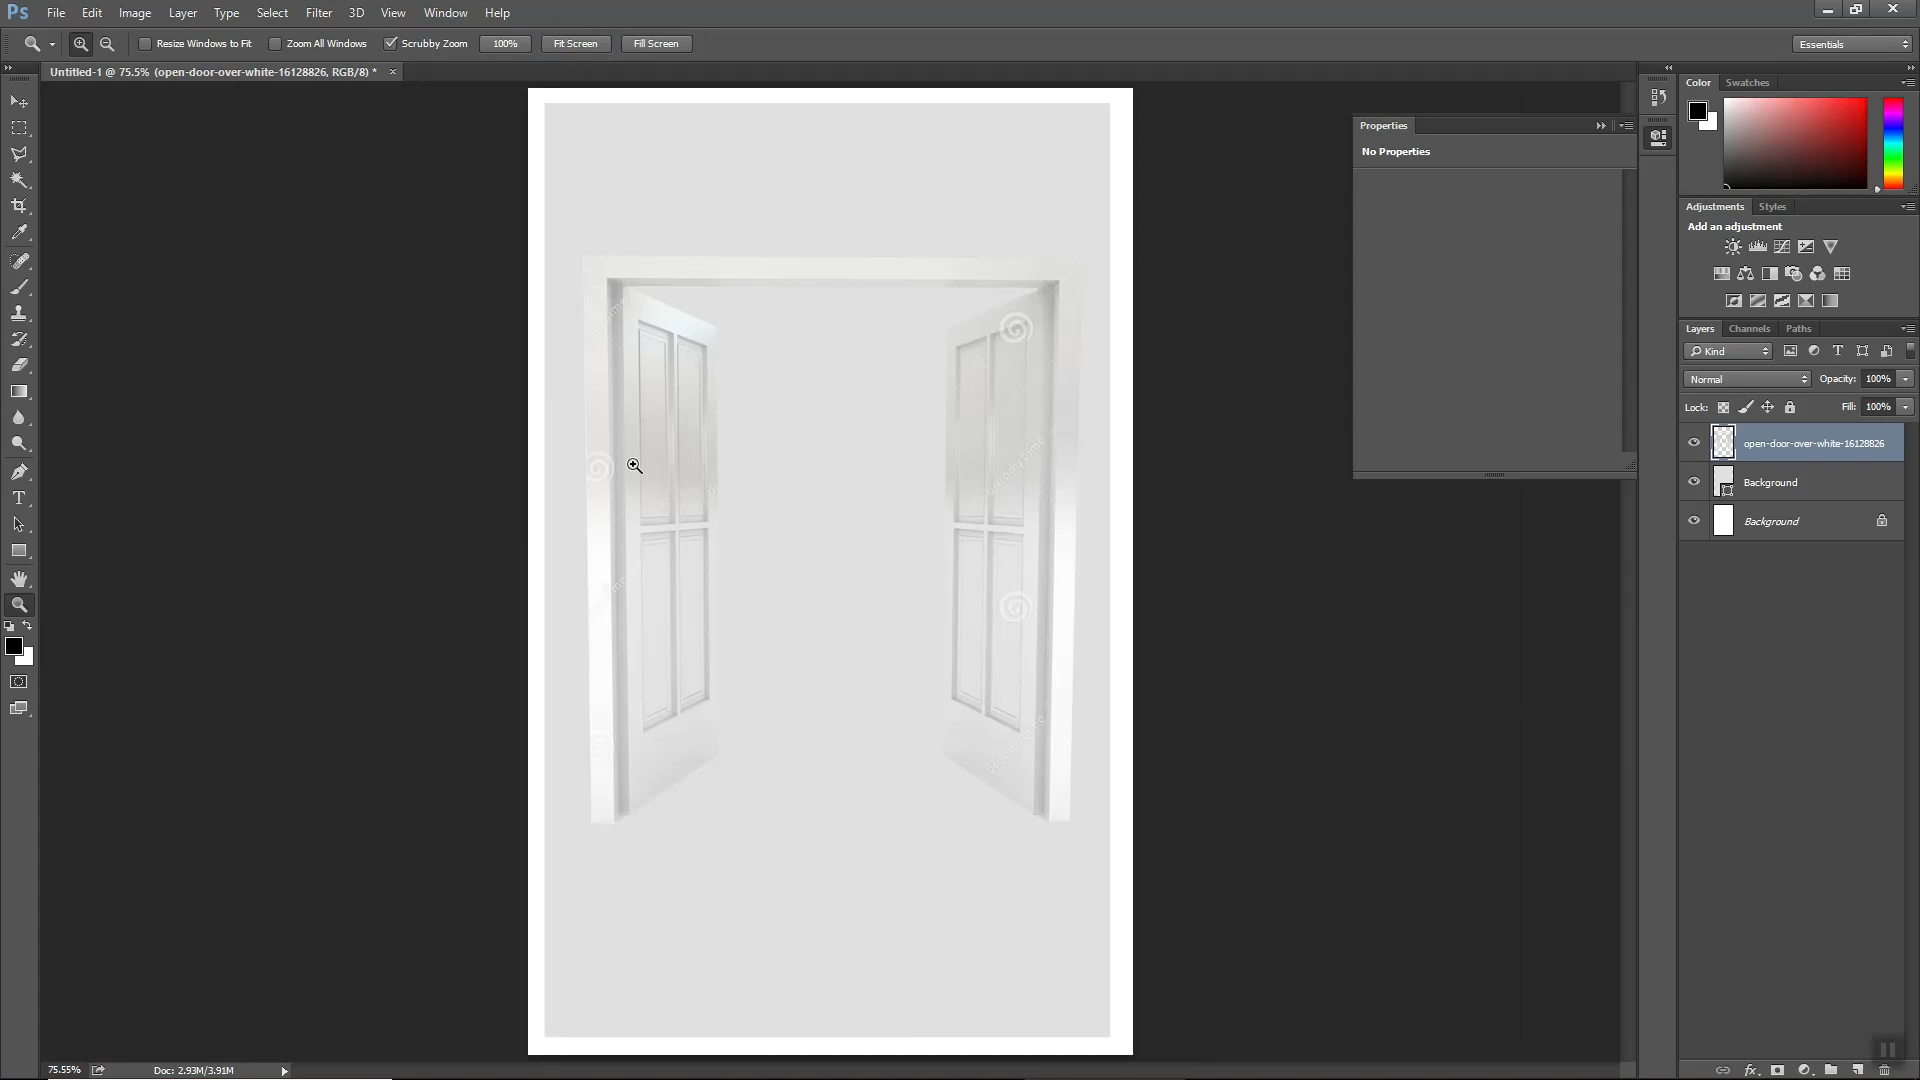 Ps File Edit Image Layer Type Select Filter 3D View Window Help
Resize Windows to Fit Zoom All Windows Scrubby Zoom 100% Fit Screen Fill Screen Essentials
Untitled-1 @ 75.5% (open-door-over-white-16128826, RGB/8) * ×
Color Swatches
Properties
No Properties
Adjustments Styles
Add an adjustment
Layers Channels Paths
Kind
Normal Opacity: 100%
Lock: Fill: 100%
open-door-over-white-16128826
Background
Background
75.55% Doc: 2.93M/3.91M